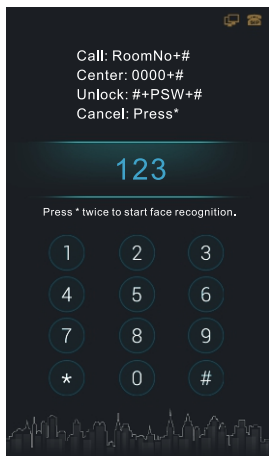 Call: RoomNo+#
Center: 0000+#
Unlock: #+PSW+#
Cancel: Press*
123
Press * twice to start face recognition.
1 2 3
4 5 6
7 8 9
* 0 #